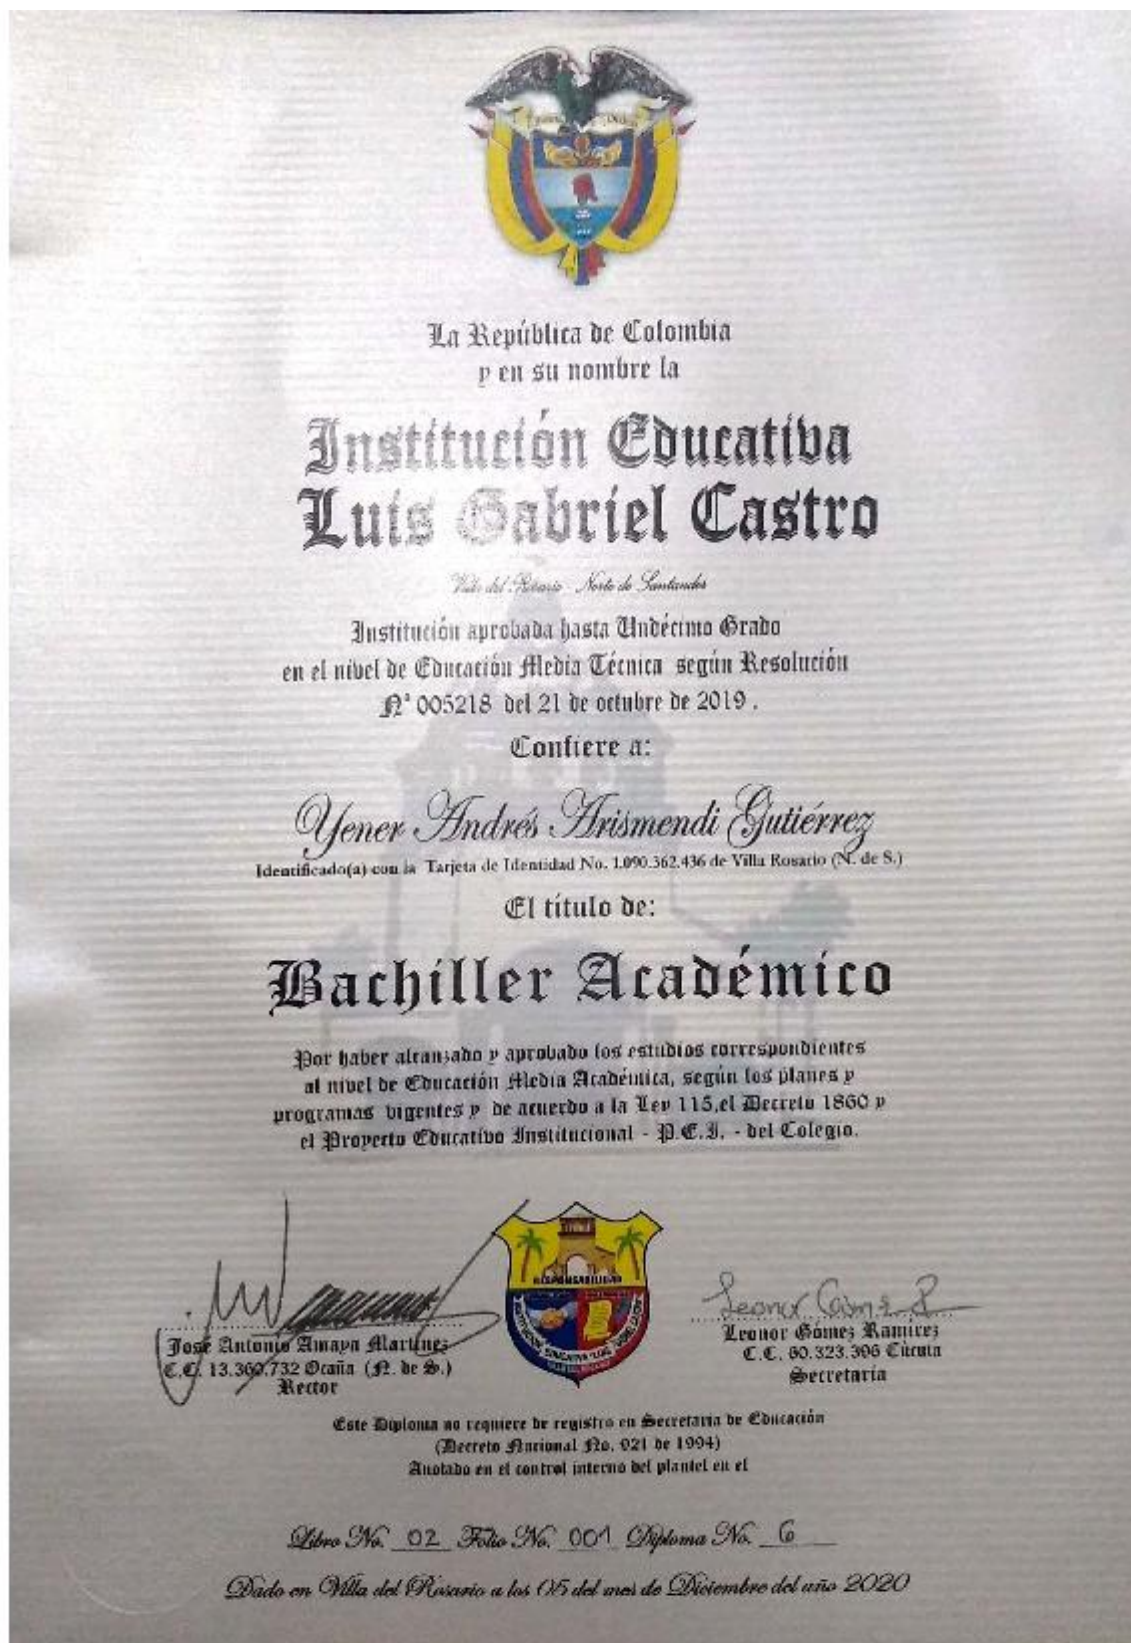 La República de Colombia
y en su nombre la
Institución Educativa
Luis Gabriel Castro
Villa del Rosario - Norte de Santander
Institución aprobada hasta Undécimo Grado
en el nivel de Educación Media Técnica según Resolución
N° 005218 del 21 de octubre de 2019 .
Confiere a:
Yener Andrés Arismendi Gutiérrez
Identificado(a) con la Tarjeta de Identidad No. 1.090.362.436 de Villa Rosario (N. de S.)
El título de:
Bachiller Académico
Por haber alcanzado y aprobado los estudios correspondientes
al nivel de Educación Media Académica, según los planes y
programas vigentes y de acuerdo a la Ley 115,el Decreto 1860 y
el Proyecto Educativo Institucional - P.E.I. - del Colegio.
RESPONSABILIDAD
Leonor Gómez R
José Antonio Amaya Martínez
C.C. 13.360.732 Ocaña (N. de S.)
Rector
Leonor Gómez Ramírez
C.C. 60.323.396 Cúcuta
Secretaria
Este Diploma no requiere de registro en Secretaria de Educación
(Decreto Nacional No. 921 de 1994)
Anotado en el control interno del plantel en el
Libro No. 02 Folio No. 001 Diploma No. 6
Dado en Villa del Rosario a los 05 del mes de Diciembre del año 2020